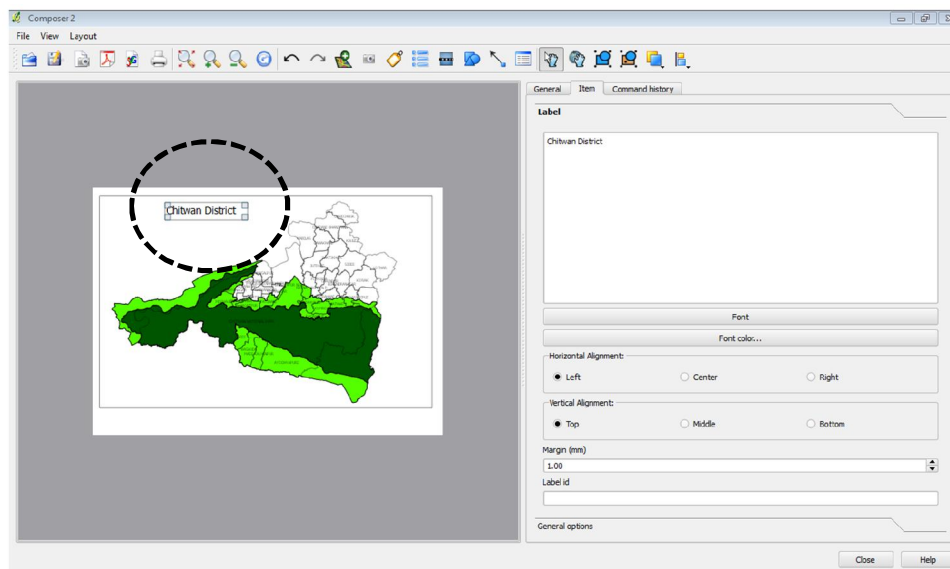 Composer 2
File View Layout
General Item Command history
Label
Chitwan District
Chitwan District
Font
Font color...
Horizontal Alignment:
Left Center Right
Vertical Alignment:
Top Middle Bottom
Margin (mm)
1.00
Label id
General options
Close Help